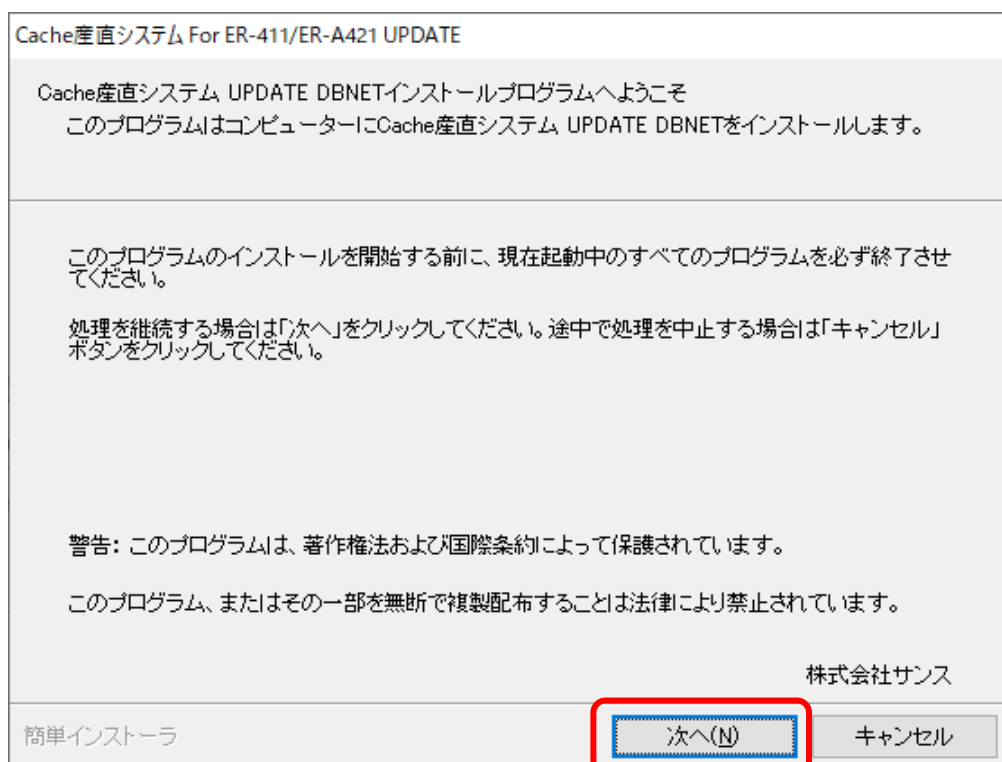 Cache産直システム For ER-411/ER-A421 UPDATE
Cache産直システム UPDATE DBNETインストールプログラムへようこそ
このプログラムはコンピューターにCache産直システム UPDATE DBNETをインストールします。
このプログラムのインストールを開始する前に、現在起動中のすべてのプログラムを必ず終了させ
てください。
処理を継続する場合は「次へ」をクリックしてください。途中で処理を中止する場合は「キャンセル」
ボタンをクリックしてください。
警告: このプログラムは、著作権法および国際条約によって保護されています。
このプログラム、またはその一部を無断で複製配布することは法律により禁止されています。
株式会社サンス
簡単インストーラ
次へ(N)
キャンセル